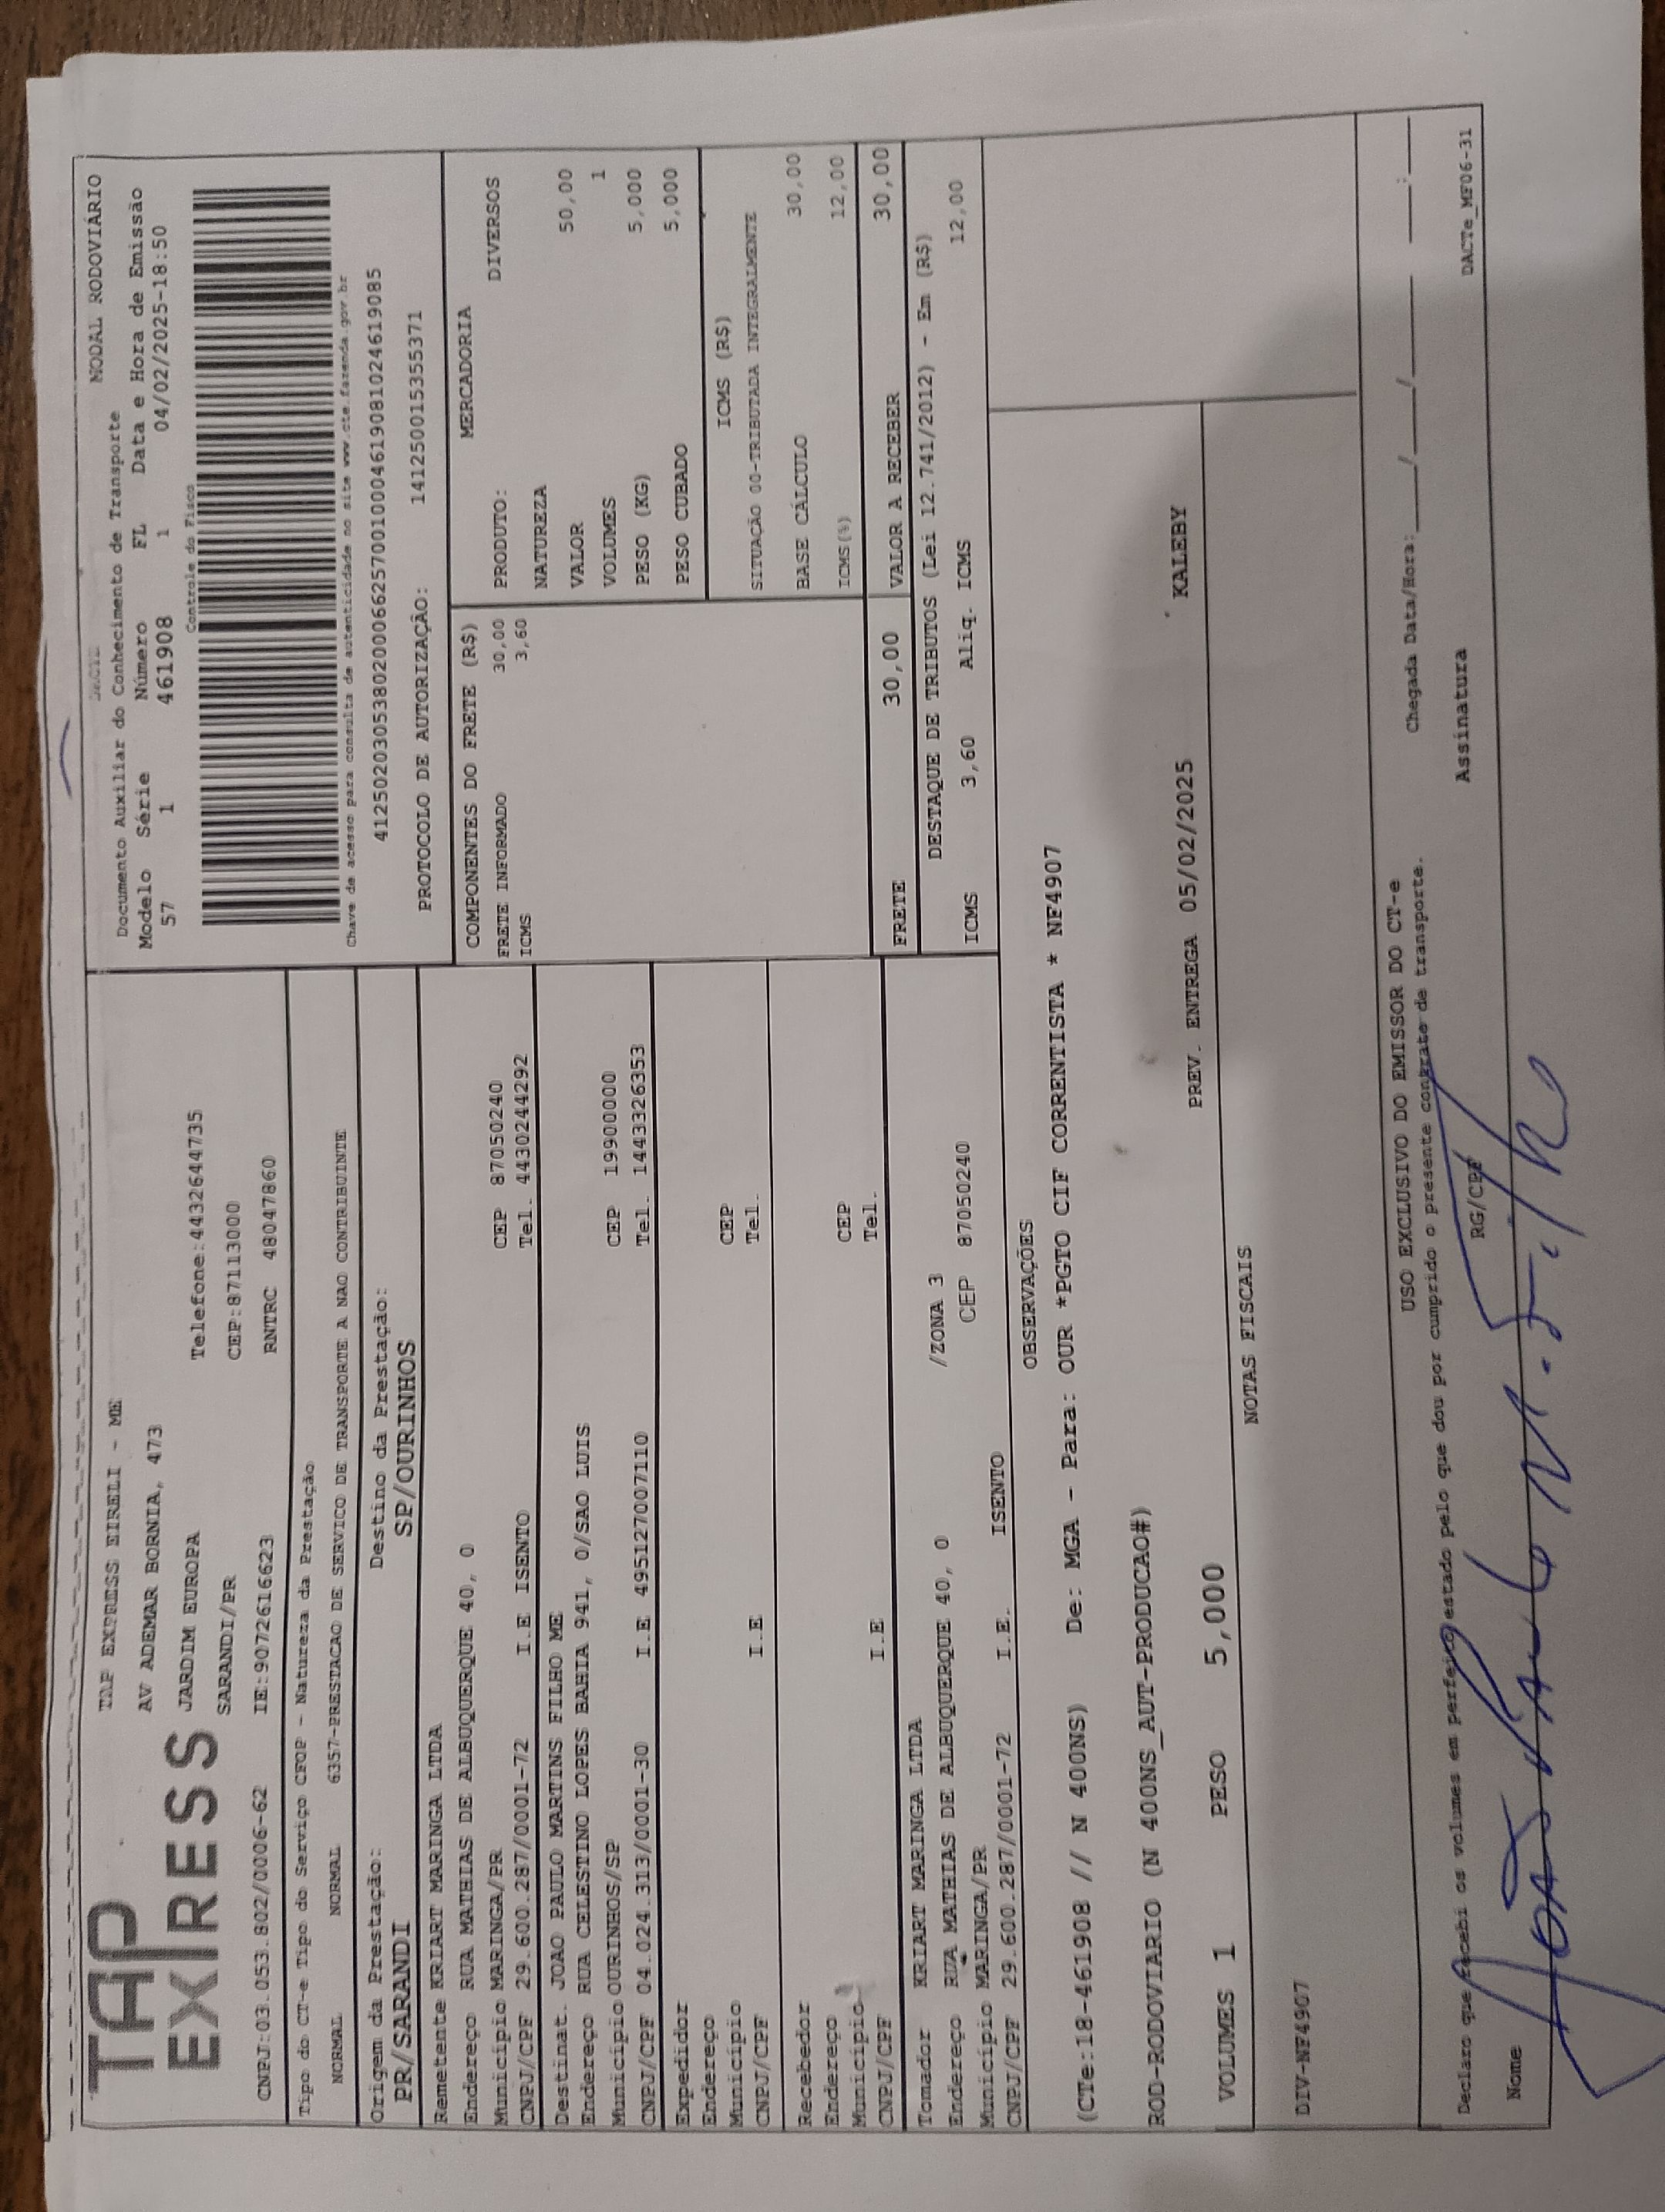 TAP
EXPRESS
TAP EXPRESS EIRELI - ME
AV ADEMAR BORNIA, 473
JARDIM EUROPA
Telefone:4432644735
SARANDI/PR
CEP:87113000
CNPJ:03.053.802/0006-62 IE:9072616623 RNTRC 48047860
MODAL RODOVIÁRIO
Documento Auxiliar do Conhecimento de Transporte
Modelo Série Número FL Data e Hora de Emissão
57 1 461908 1 04/02/2025-18:50
Controle do Fisco
Chave de acesso para consulta de autenticidade no site www.cte.fazenda.gov.br
41250203053802000662570010004619081024619085
PROTOCOLO DE AUTORIZAÇÃO: 141250015355371
Tipo do CT-e Tipo do Serviço CFOP - Natureza da Prestação
NORMAL NORMAL 6357-PRESTACAO DE SERVICO DE TRANSPORTE A NAO CONTRIBUINTE
Origem da Prestação: Destino da Prestação:
PR/SARANDI SP/OURINHOS
Remetente KRIART MARINGA LTDA
Endereço RUA MATHIAS DE ALBUQUERQUE 40, 0
Município MARINGA/PR CEP 87050240
CNPJ/CPF 29.600.287/0001-72 I.E ISENTO Tel. 44302442​92
Destinat. JOAO PAULO MARTINS FILHO ME
Endereço RUA CELESTINO LOPES BAHIA 941, 0/SAO LUIS
Município OURINHOS/SP CEP 19900000
CNPJ/CPF 04.024.313/0001-30 I.E 495127007110 Tel. 1433326353
Expedidor
Endereço
Município CEP
CNPJ/CPF I.E Tel.
Recebedor
Endereço
Município CEP
CNPJ/CPF I.E Tel.
Tomador KRIART MARINGA LTDA
Endereço RUA MATHIAS DE ALBUQUERQUE 40, 0 /ZONA 3
Município MARINGA/PR CEP 87050240
CNPJ/CPF 29.600.287/0001-72 I.E. ISENTO
COMPONENTES DO FRETE (R$)
FRETE INFORMADO 30,00
ICMS 3,60
MERCADORIA
PRODUTO: DIVERSOS
NATUREZA
VALOR 50,00
VOLUMES 1
PESO (KG) 5,000
PESO CUBADO 5,000
ICMS (R$)
SITUAÇÃO 00-TRIBUTADA INTEGRALMENTE
BASE CÁLCULO 30,00
ICMS(%) 12,00
FRETE 30,00 VALOR A RECEBER 30,00
DESTAQUE DE TRIBUTOS (Lei 12.741/2012) - Em (R$)
ICMS 3,60 Aliq. ICMS 12,00
OBSERVAÇÕES
(CTe:18-461908 // N 400NS) De: MGA - Para: OUR *PGTO CIF CORRENTISTA * NF4907
ROD-RODOVIARIO (N 400NS_AUT-PRODUCAO#)
PREV. ENTREGA 05/02/2025 KALEBY
VOLUMES 1 PESO 5,000
NOTAS FISCAIS
DIV-NF4907
USO EXCLUSIVO DO EMISSOR DO CT-e
Declaro que recebi os volumes em perfeito estado pelo que dou por cumprido o presente contrato de transporte.
Chegada Data/Hora:____/____/____ ____:____
Nome RG/CPF Assinatura
João Paulo M.
DACTe_MF06-31